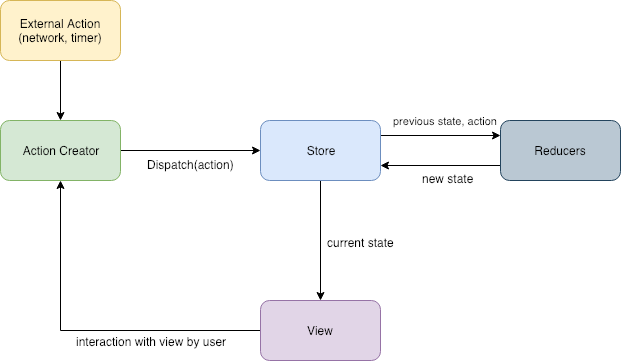 External Action
(network, timer)
previous state, action
Action Creator
Store
Reducers
Dispatch(action)
new state
current state
View
interaction with view by user